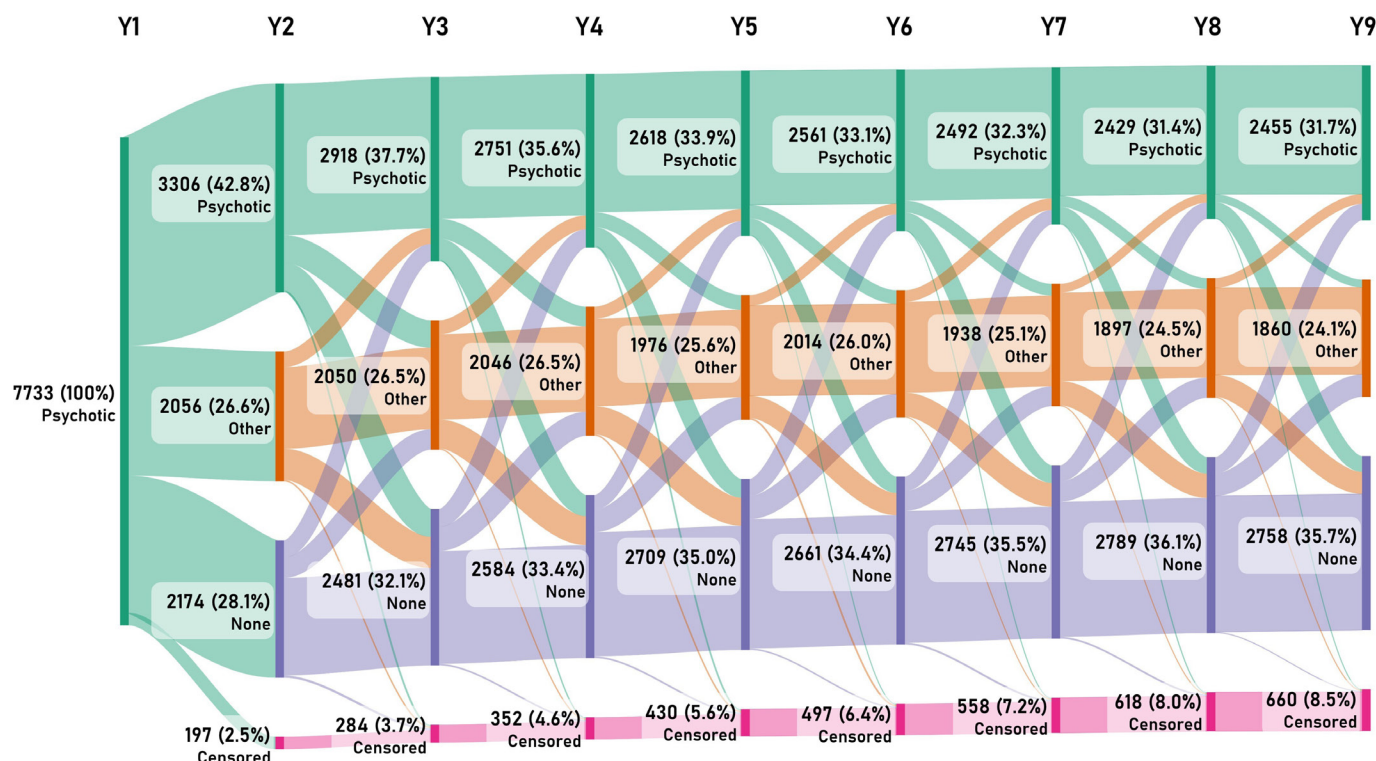 Y1 Y2 Y3 Y4 Y5 Y6 Y7 Y8 Y9
7733 (100%)
Psychotic
3306 (42.8%)
Psychotic
2056 (26.6%)
Other
2174 (28.1%)
None
197 (2.5%)
Censored
2918 (37.7%)
Psychotic
2050 (26.5%)
Other
2481 (32.1%)
None
284 (3.7%)
Censored
2751 (35.6%)
Psychotic
2046 (26.5%)
Other
2584 (33.4%)
None
352 (4.6%)
Censored
2618 (33.9%)
Psychotic
1976 (25.6%)
Other
2709 (35.0%)
None
430 (5.6%)
Censored
2561 (33.1%)
Psychotic
2014 (26.0%)
Other
2661 (34.4%)
None
497 (6.4%)
Censored
2492 (32.3%)
Psychotic
1938 (25.1%)
Other
2745 (35.5%)
None
558 (7.2%)
Censored
2429 (31.4%)
Psychotic
1897 (24.5%)
Other
2789 (36.1%)
None
618 (8.0%)
Censored
2455 (31.7%)
Psychotic
1860 (24.1%)
Other
2758 (35.7%)
None
660 (8.5%)
Censored